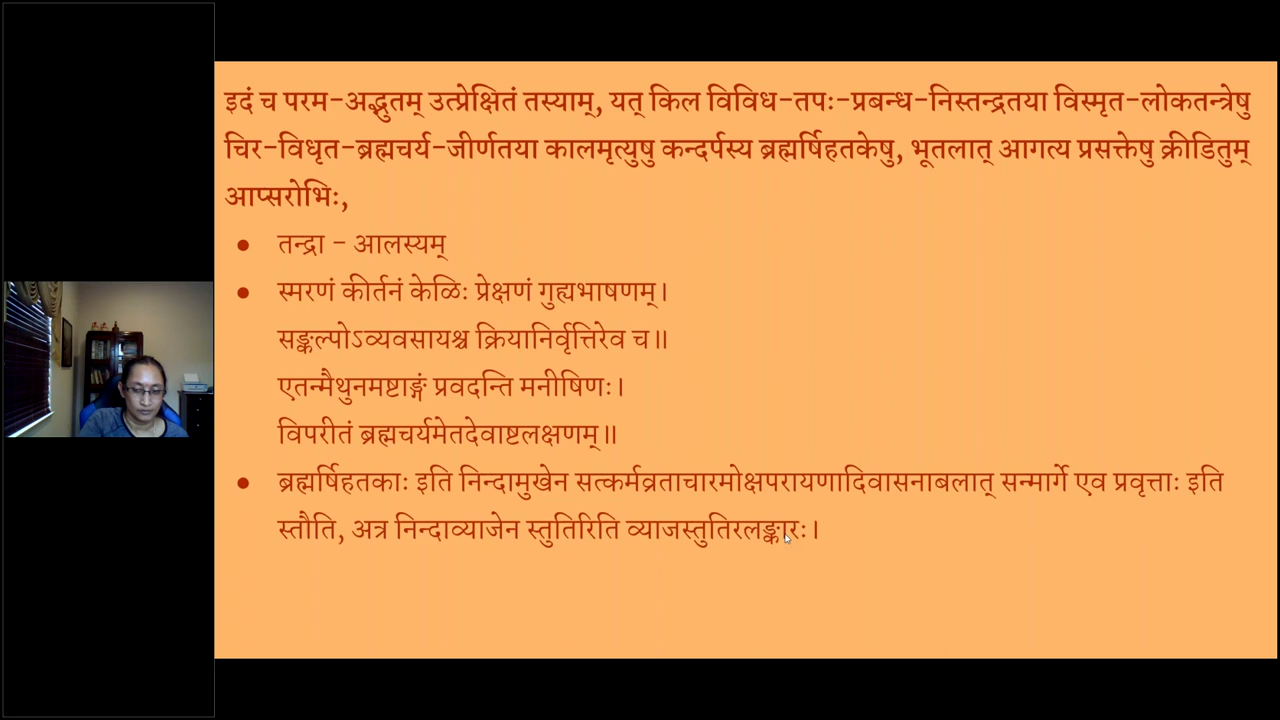 इदं च परम-अद्भुतम् उत्प्रेक्षितं तस्याम्, यत् किल विविध-तपः-प्रबन्ध-निस्तन्द्रतया विस्मृत-लोकतन्त्रेषु
चिर-विधृत-ब्रह्मचर्य-जीर्णतया कालमृत्युषु कन्दर्पस्य ब्रह्मर्षिहतकेषु, भूतलात् आगत्य प्रसक्तेषु क्रीडितुम्
आप्सरोभिः,
● तन्द्रा - आलस्यम्
● स्मरणं कीर्तनं केळिः प्रेक्षणं गुह्यभाषणम्।
सङ्कल्पोऽव्यवसायश्च क्रियानिर्वृत्तिरेव च॥
एतन्मैथुनमष्टाङ्गं प्रवदन्ति मनीषिणः।
विपरीतं ब्रह्मचर्यमेतदेवाष्टलक्षणम्॥
● ब्रह्मर्षिहतकाः इति निन्दामुखेन सत्कर्मव्रताचारमोक्षपरायणादिवासनाबलात् सन्मार्गे एव प्रवृत्ताः इति
स्तौति, अत्र निन्दाव्याजेन स्तुतिरिति व्याजस्तुतिरलङ्कारः।